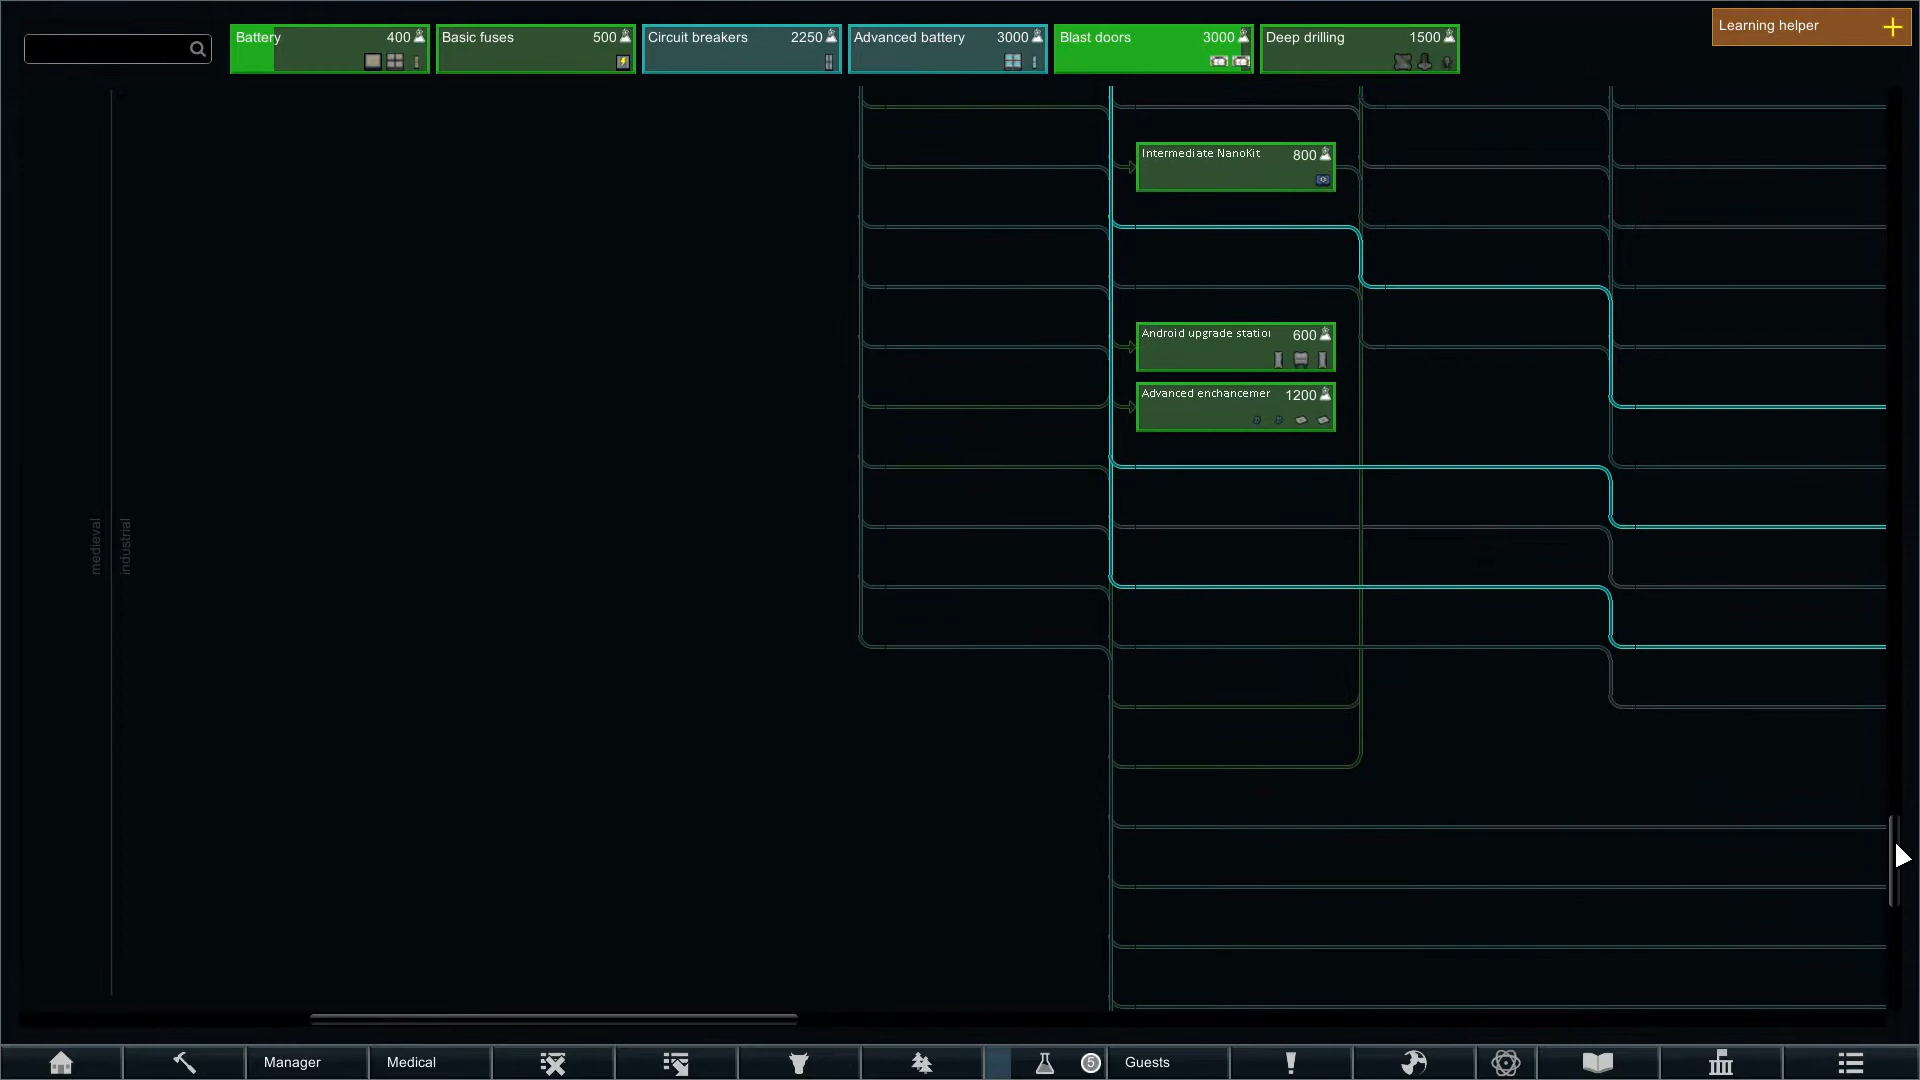 Battery 400
Basic fuses 500
Circuit breakers 2250
Advanced battery 3000
Blast doors 3000
Deep drilling 1500
Learning helper
Intermediate NanoKit 800
Android upgrade station 600
Advanced enchancemer 1200
medieval
industrial
Manager
Medical
5
Guests